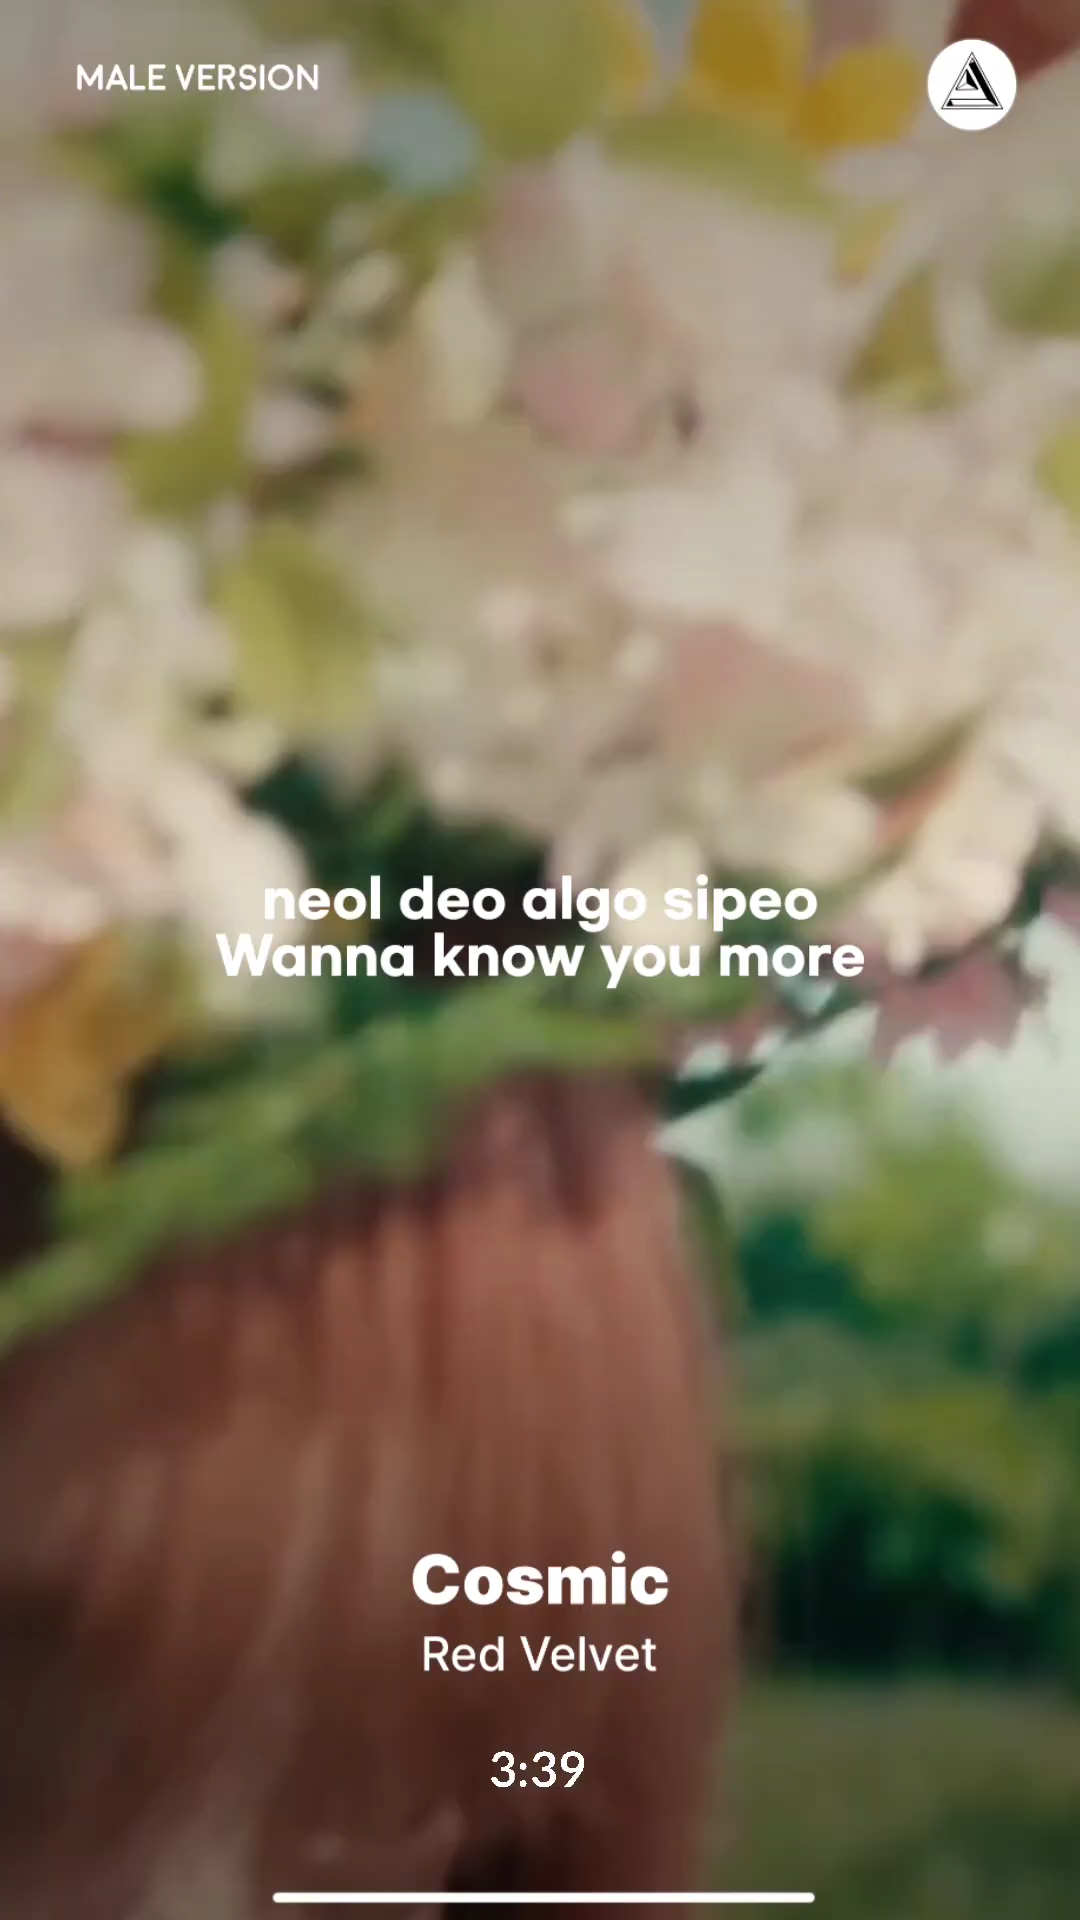 MALE VERSION
neol deo algo sipeo
Wanna know you more
Cosmic
Red Velvet
3:39